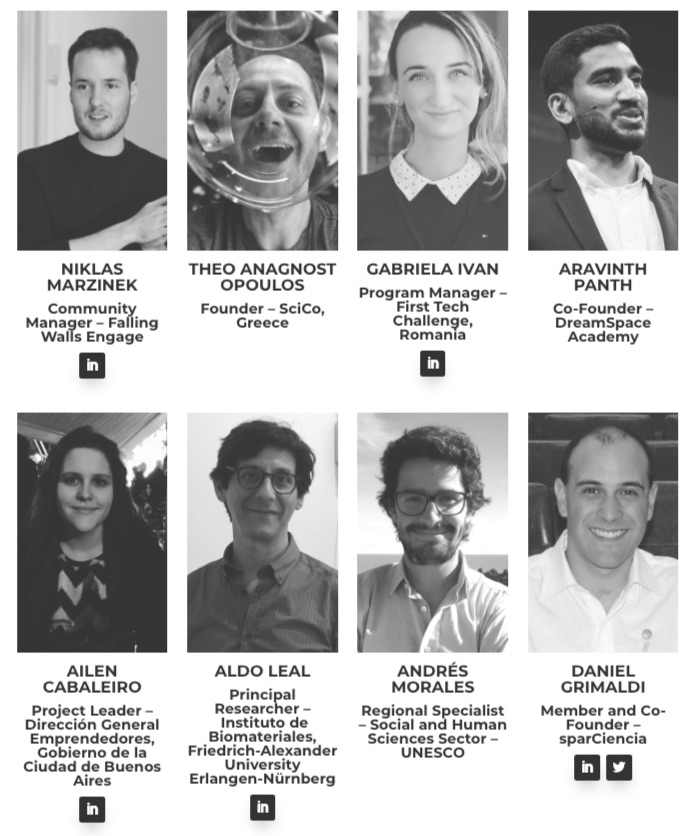 NIKLAS
MARZINEK
Community
Manager – Falling
Walls Engage
in
THEO ANAGNOST
OPOULOS
Founder – SciCo,
Greece
GABRIELA IVAN
Program Manager –
First Tech
Challenge,
Romania
in
ARAVINTH
PANTH
Co-Founder –
DreamSpace
Academy
AILEN
CABALEIRO
Project Leader –
Dirección General
Emprendedores,
Gobierno de la
Ciudad de Buenos
Aires
in
ALDO LEAL
Principal
Researcher –
Instituto de
Biomateriales,
Friedrich-Alexander
University
Erlangen-Nürnberg
in
ANDRÉS
MORALES
Regional Specialist
– Social and Human
Sciences Sector –
UNESCO
DANIEL
GRIMALDI
Member and Co-
Founder –
sparCiencia
in